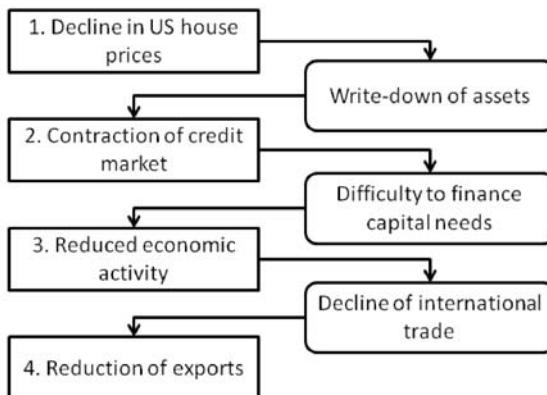 1. Decline in US house
prices
Write-down of assets
2. Contraction of credit
market
Difficulty to finance
capital needs
3. Reduced economic
activity
Decline of international
trade
4. Reduction of exports